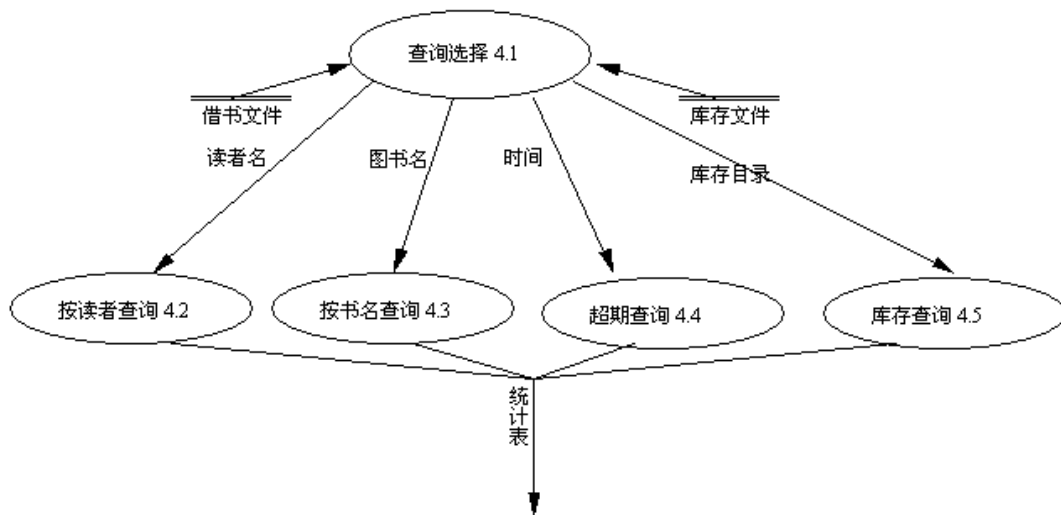 查询选择 4.1
借书文件
库存文件
读者名
图书名
时间
库存目录
按读者查询 4.2
按书名查询 4.3
超期查询 4.4
库存查询 4.5
统计表